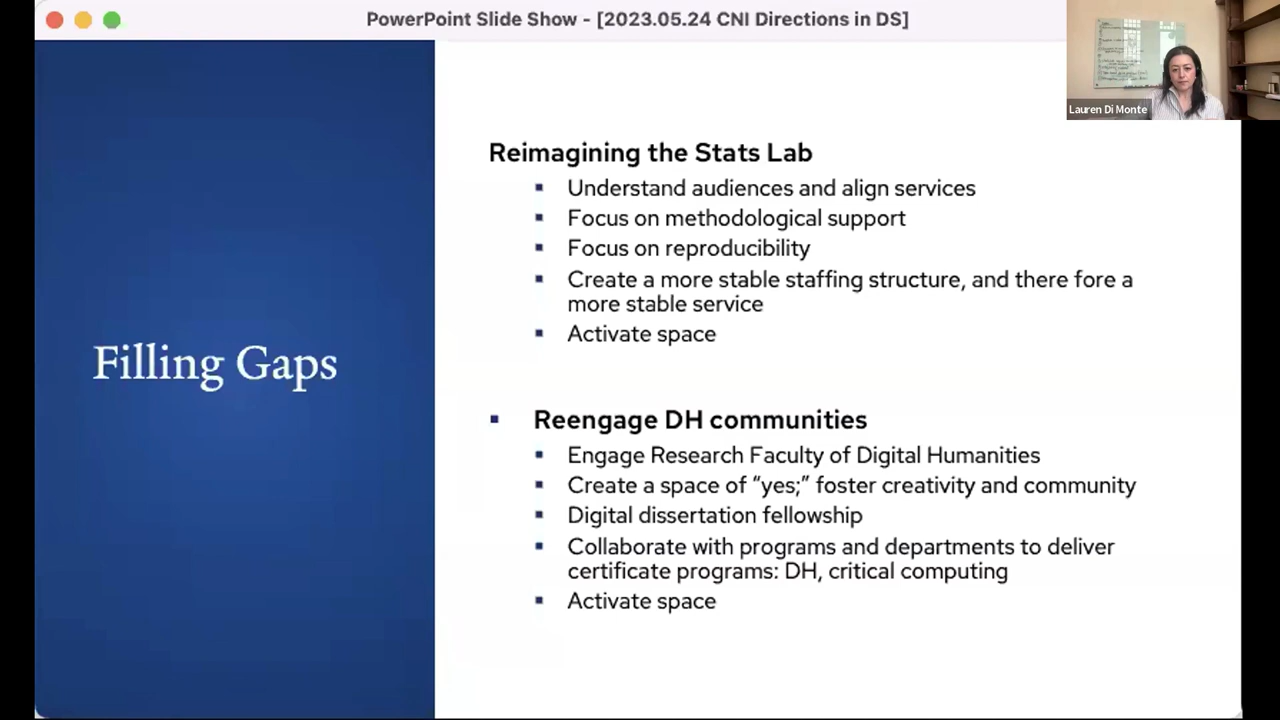 PowerPoint Slide Show - [2023.05.24 CNI Directions in DS]
Lauren Di Monte
Filling Gaps
Reimagining the Stats Lab
Understand audiences and align services
Focus on methodological support
Focus on reproducibility
Create a more stable staffing structure, and there fore a
more stable service
Activate space
Reengage DH communities
Engage Research Faculty of Digital Humanities
Create a space of “yes;” foster creativity and community
Digital dissertation fellowship
Collaborate with programs and departments to deliver
certificate programs: DH, critical computing
Activate space